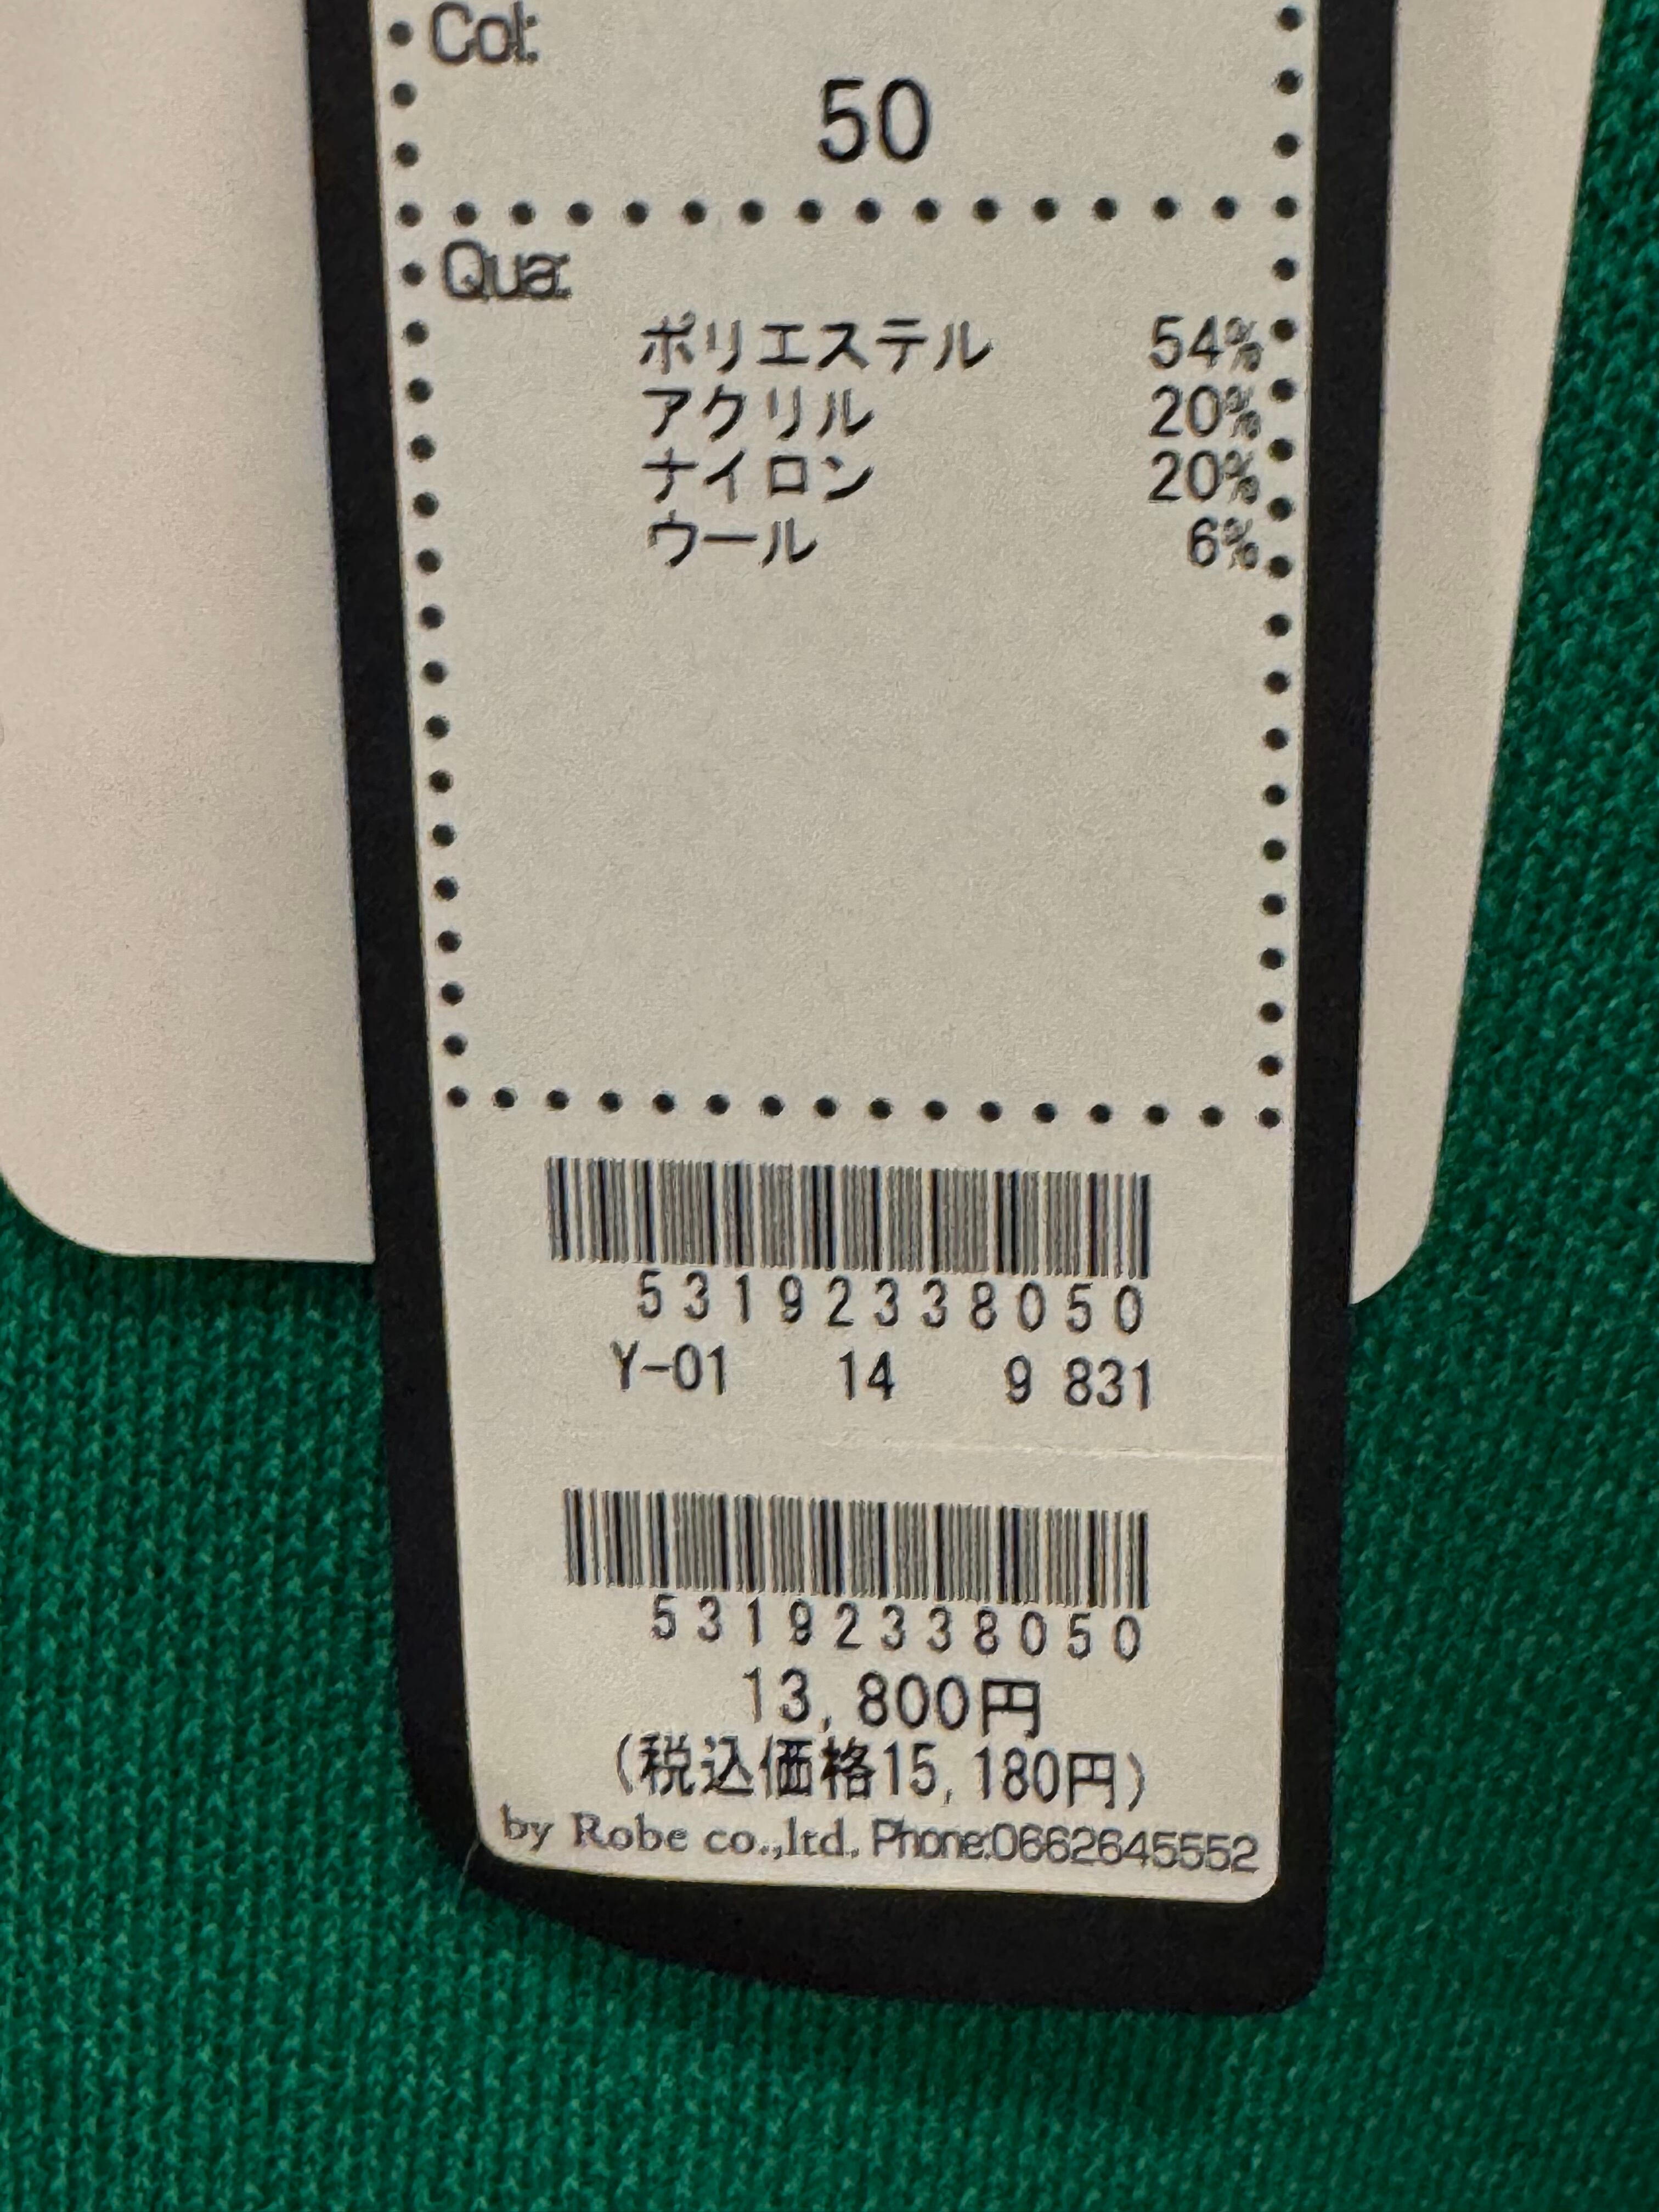 Col:
50
Qua:
ポリエステル 54%
アクリル 20%
ナイロン 20%
ウール 6%
53192338050
Y-01 14 9 831
53192338050
13,800円
(税込価格15,180円)
by Robe co.,ltd. Phone:0662645552